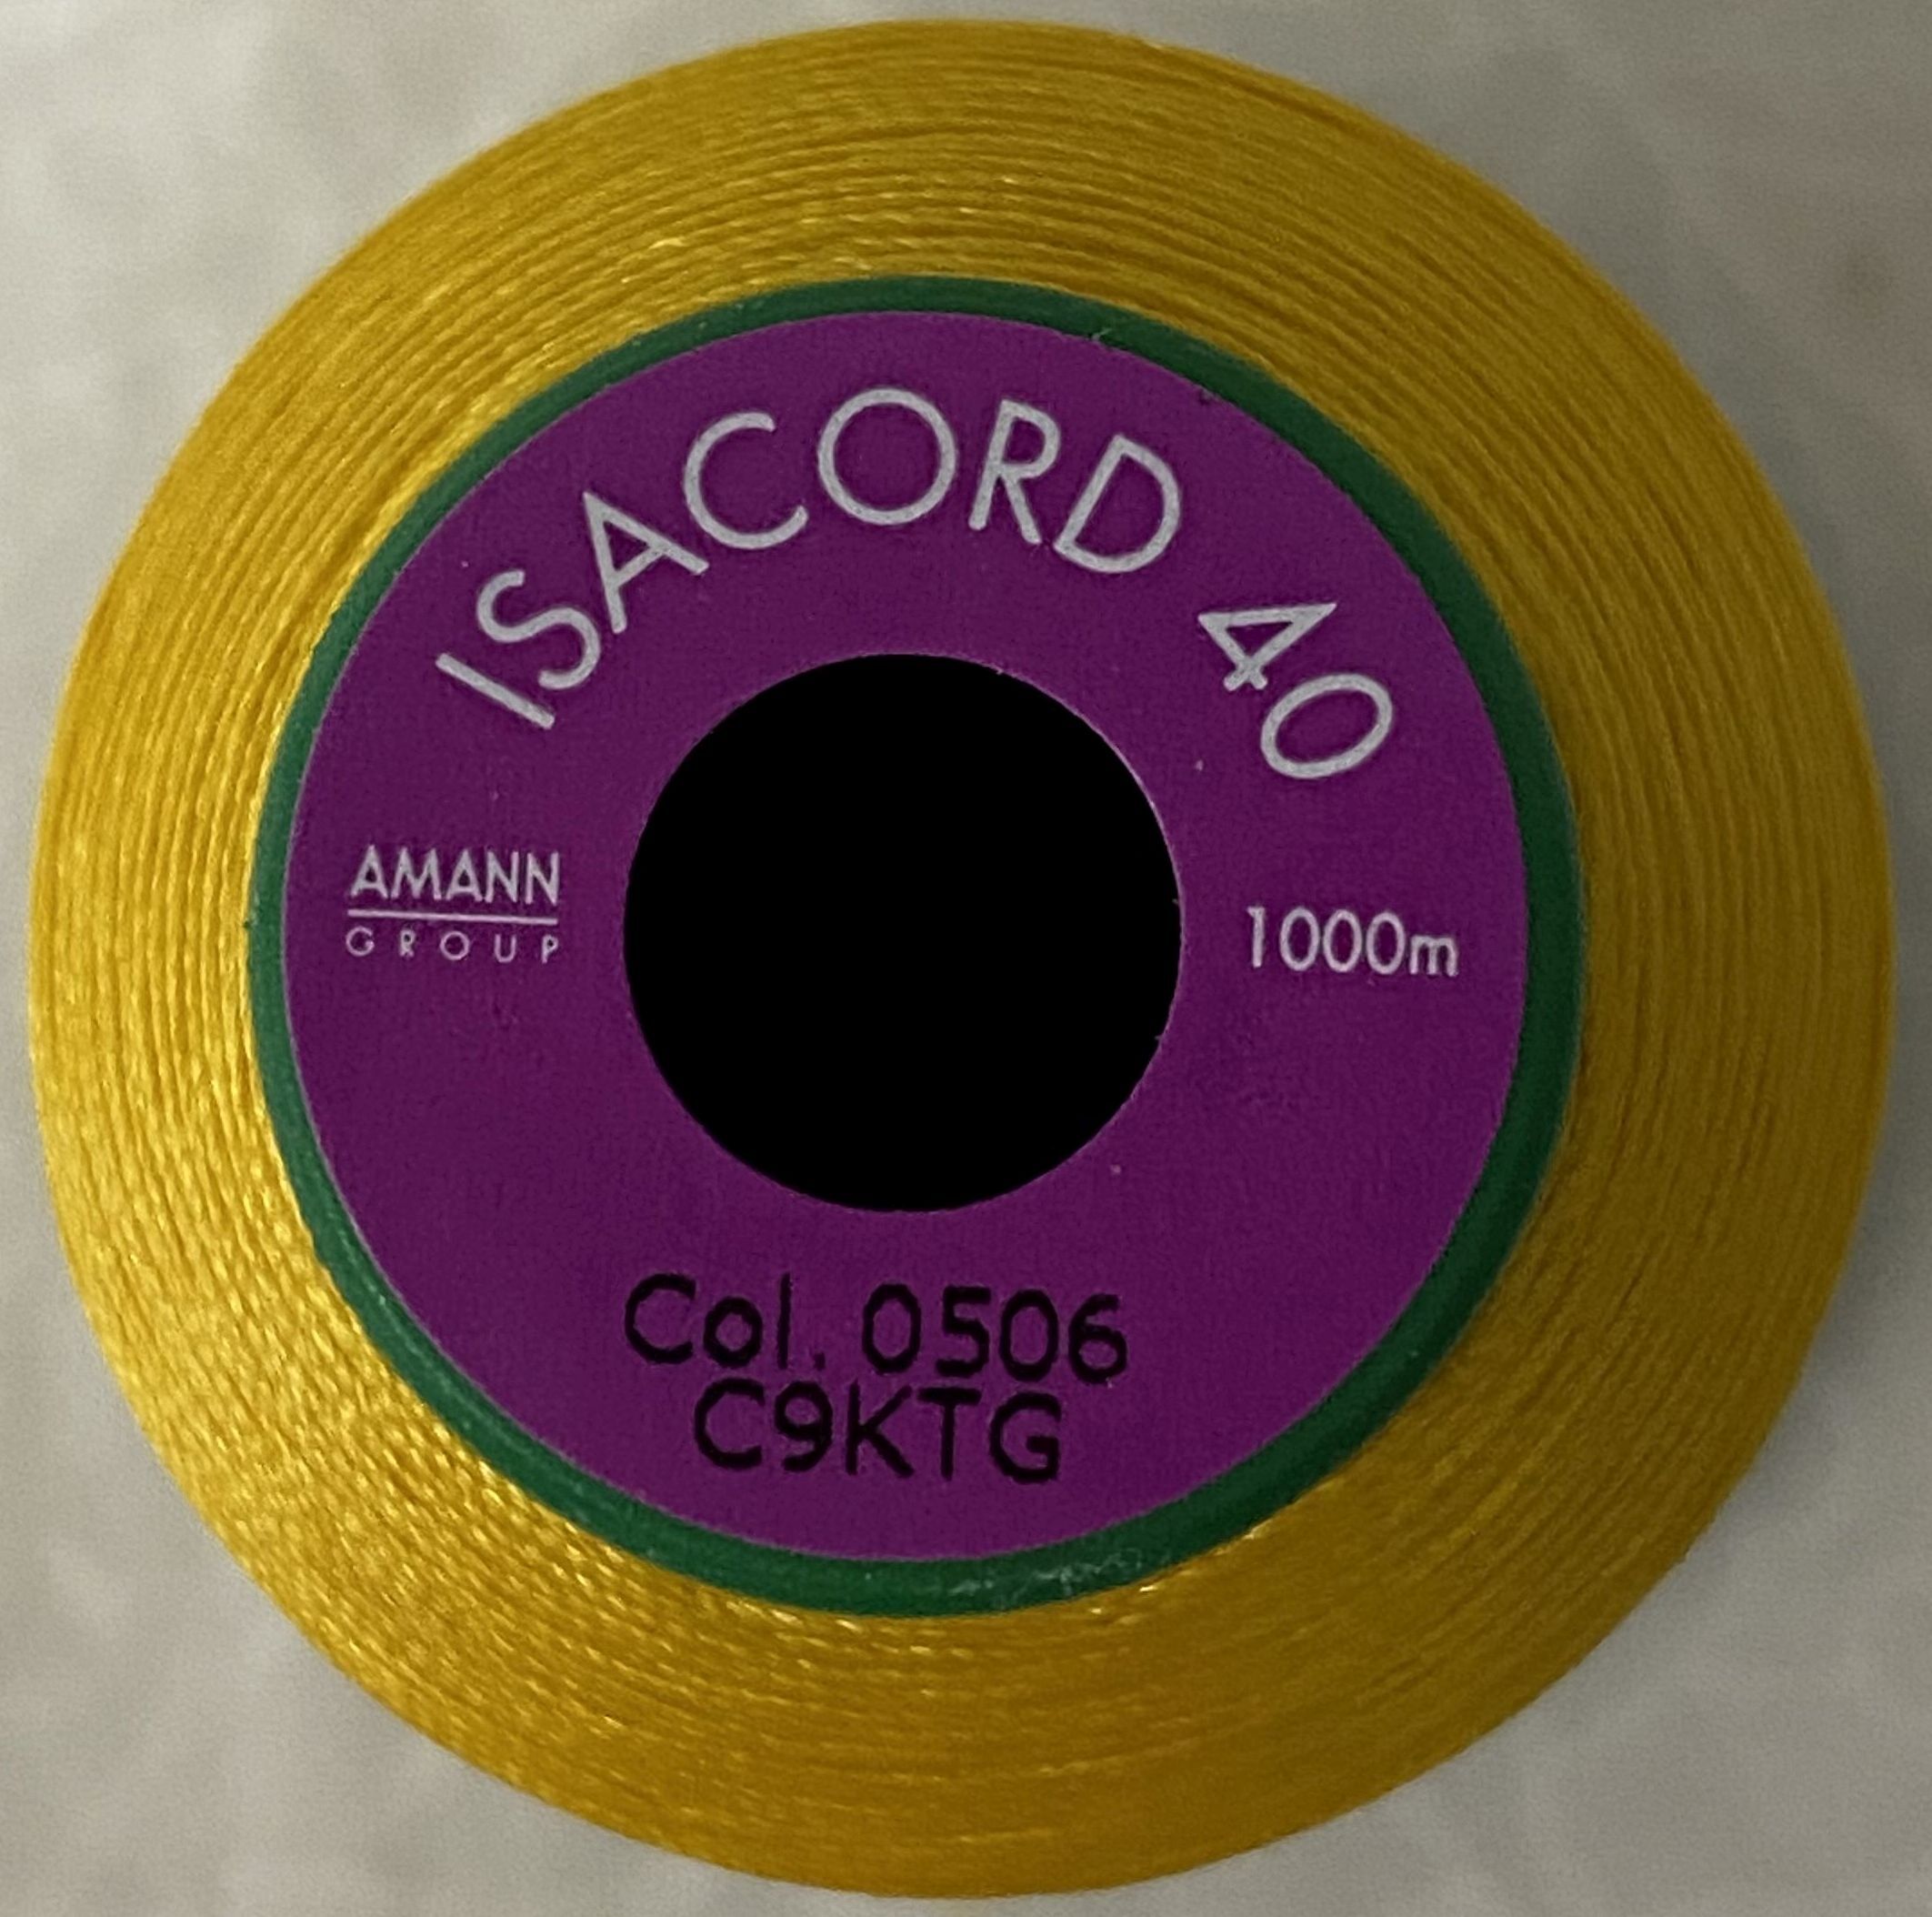 ISACORD 40
AMANN
GROUP
1000m
Col. 0506
C9KTG